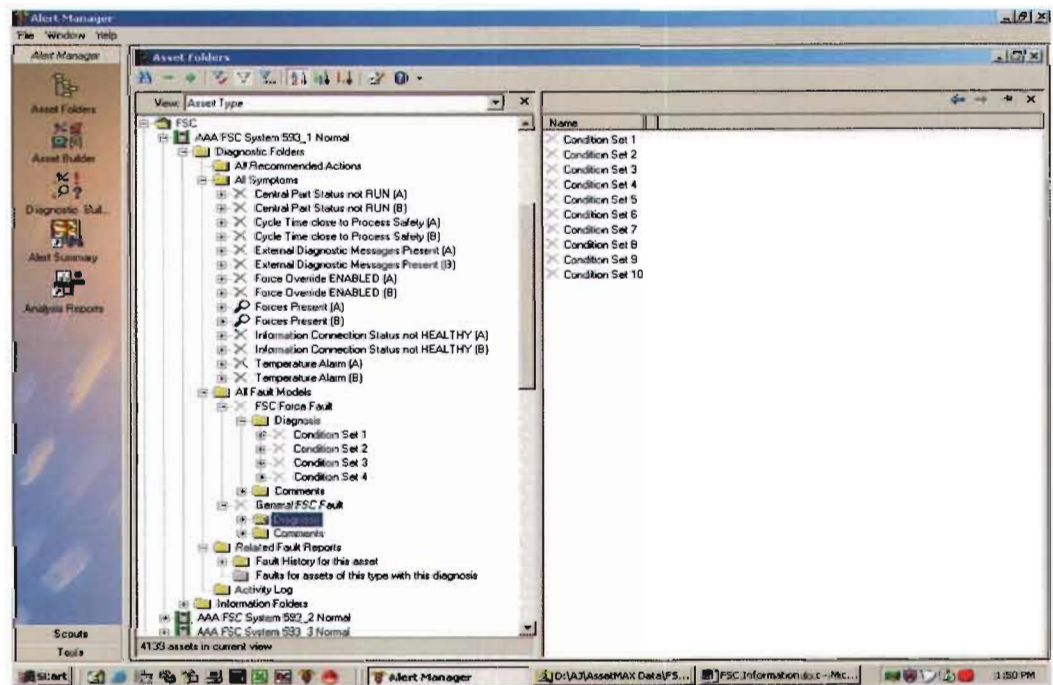 Alert Manager
File Window Help
Alert Manager
Asset Folders
Asset Builder
Diagnostic Buil...
Alert Summary
Analysis Reports
Scouts
Tools
Asset Folders
View: Asset Type
FSC
AAA FSC System 593_1 Normal
Diagnostic Folders
All Recommended Actions
All Symptoms
Central Part Status not RUN (A)
Central Part Status not RUN (B)
Cycle Time close to Process Safety (A)
Cycle Time close to Process Safety (B)
External Diagnostic Messages Present (A)
External Diagnostic Messages Present (B)
Force Override ENABLED (A)
Force Override ENABLED (B)
Forces Present (A)
Forces Present (B)
Information Connection Status not HEALTHY (A)
Information Connection Status not HEALTHY (B)
Temperature Alarm (A)
Temperature Alarm (B)
All Fault Models
FSC Force Fault
Diagnosis
Condition Set 1
Condition Set 2
Condition Set 3
Condition Set 4
Comments
General FSC Fault
Diagnosis
Comments
Related Fault Reports
Fault History for this asset
Faults for assets of this type with this diagnosis
Activity Log
Information Folders
AAA FSC System 592_2 Normal
AAA FSC System 593_3 Normal
4133 assets in current view
Name
Condition Set 1
Condition Set 2
Condition Set 3
Condition Set 4
Condition Set 5
Condition Set 6
Condition Set 7
Condition Set 8
Condition Set 9
Condition Set 10
Start
Alert Manager
D:\AJ\AssetMAX Data\FS...
FSC Information
1:50 PM